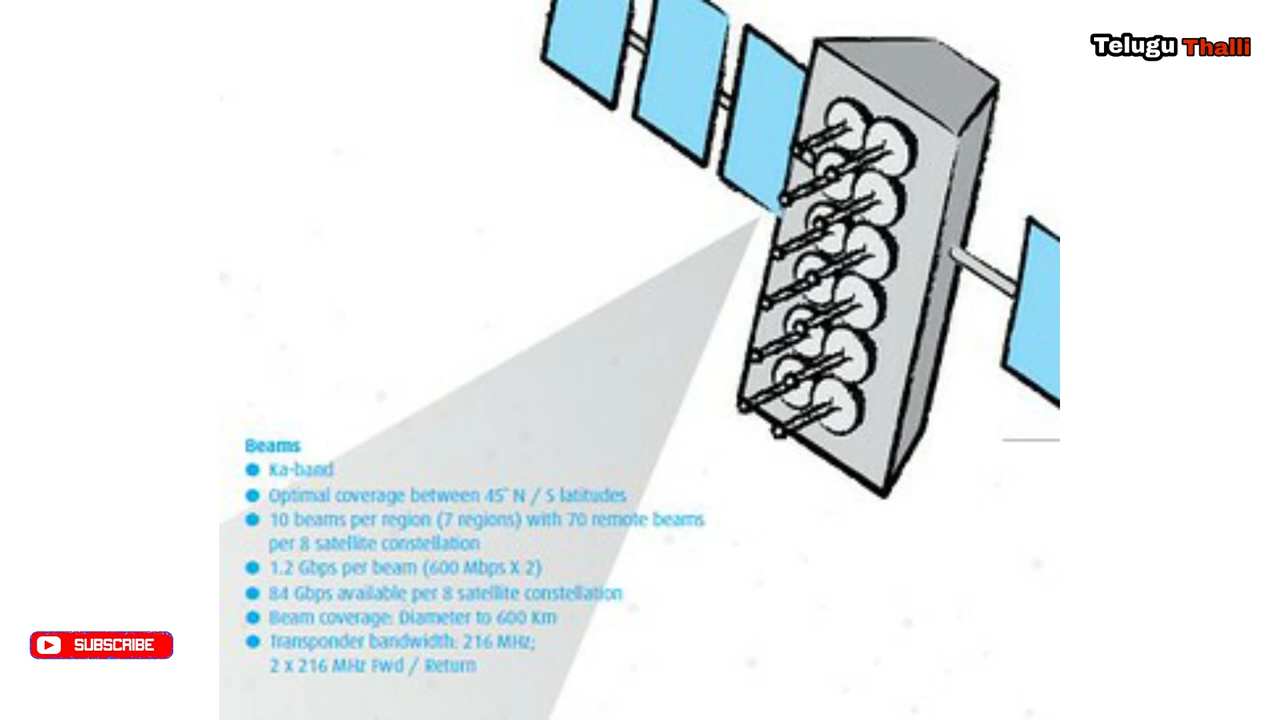 Telugu Thalli
Beams
Ka-band
Optimal coverage between 45° N / S latitudes
10 beams per region (7 regions) with 70 remote beams
per 8 satellite constellation
1.2 Gbps per beam (600 Mbps X 2)
84 Gbps available per 8 satellite constellation
Beam coverage: Diameter to 600 Km
Transponder bandwidth: 216 MHz;
2 x 216 MHz Fwd / Return
SUBSCRIBE